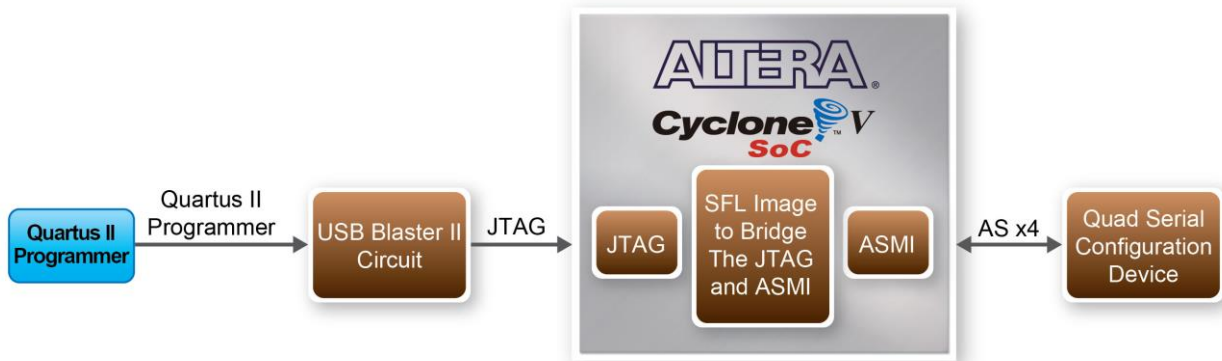 ALTERA®
Cyclone™ V
SoC
Quartus II
Programmer
Quartus II
Programmer
USB Blaster II
Circuit
JTAG
JTAG
SFL Image
to Bridge
The JTAG
and ASMI
ASMI
AS x4
Quad Serial
Configuration
Device